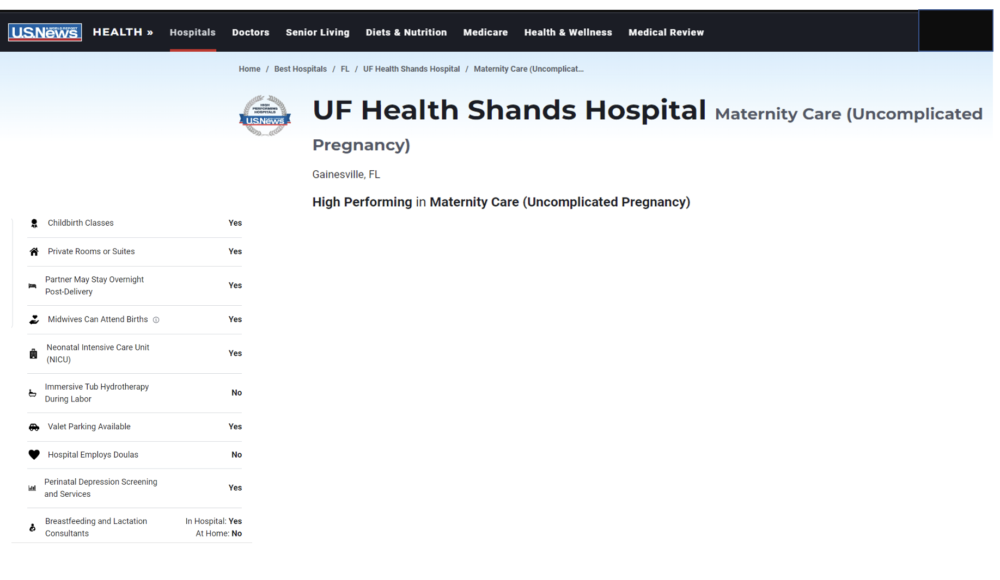 U.S.News & WORLD REPORT HEALTH » Hospitals Doctors Senior Living Diets & Nutrition Medicare Health & Wellness Medical Review
Home / Best Hospitals / FL / UF Health Shands Hospital / Maternity Care (Uncomplicat...
HIGH
PERFORMING
HOSPITALS
U.S.News
UF Health Shands Hospital Maternity Care (Uncomplicated
Pregnancy)
Gainesville, FL
High Performing in Maternity Care (Uncomplicated Pregnancy)
Childbirth Classes Yes
Private Rooms or Suites Yes
Partner May Stay Overnight
Post-Delivery Yes
Midwives Can Attend Births Yes
Neonatal Intensive Care Unit
(NICU) Yes
Immersive Tub Hydrotherapy
During Labor No
Valet Parking Available Yes
Hospital Employs Doulas No
Perinatal Depression Screening
and Services Yes
Breastfeeding and Lactation In Hospital: Yes
Consultants At Home: No